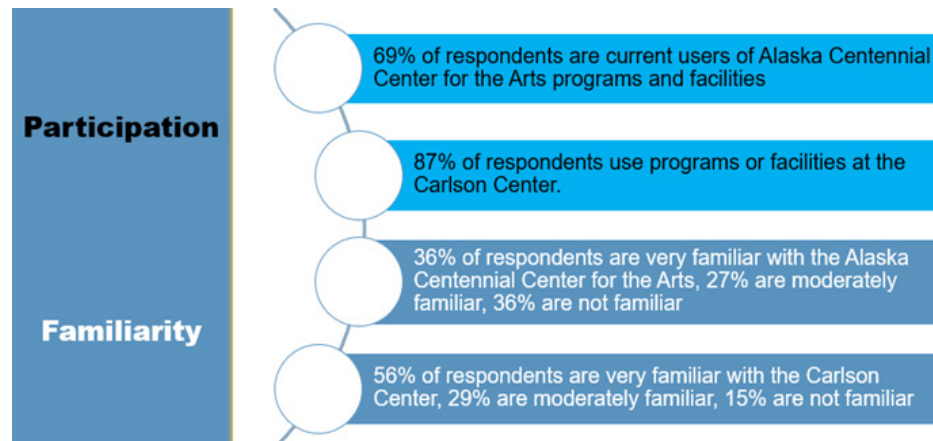 Participation
69% of respondents are current users of Alaska Centennial
Center for the Arts programs and facilities
87% of respondents use programs or facilities at the
Carlson Center.
Familiarity
36% of respondents are very familiar with the Alaska
Centennial Center for the Arts, 27% are moderately
familiar, 36% are not familiar
56% of respondents are very familiar with the Carlson
Center, 29% are moderately familiar, 15% are not familiar